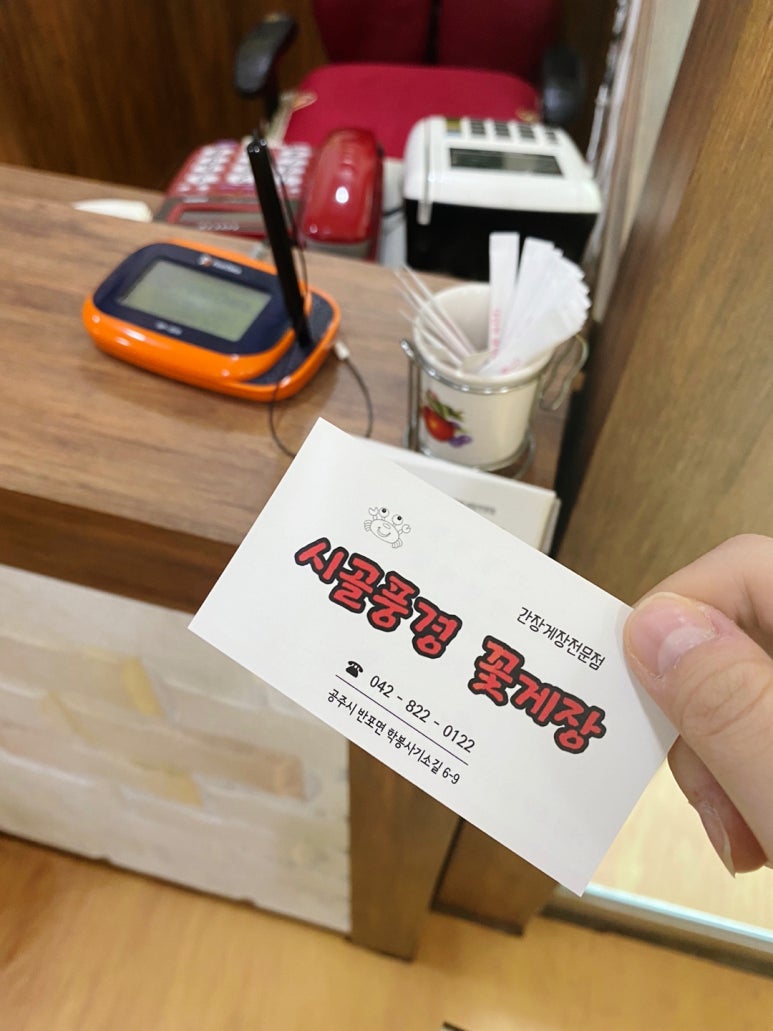 간장게장전문점
시골풍경 꽃게장
☎ 042 - 822 - 0122
공주시 반포면 학봉사기소길 6-9